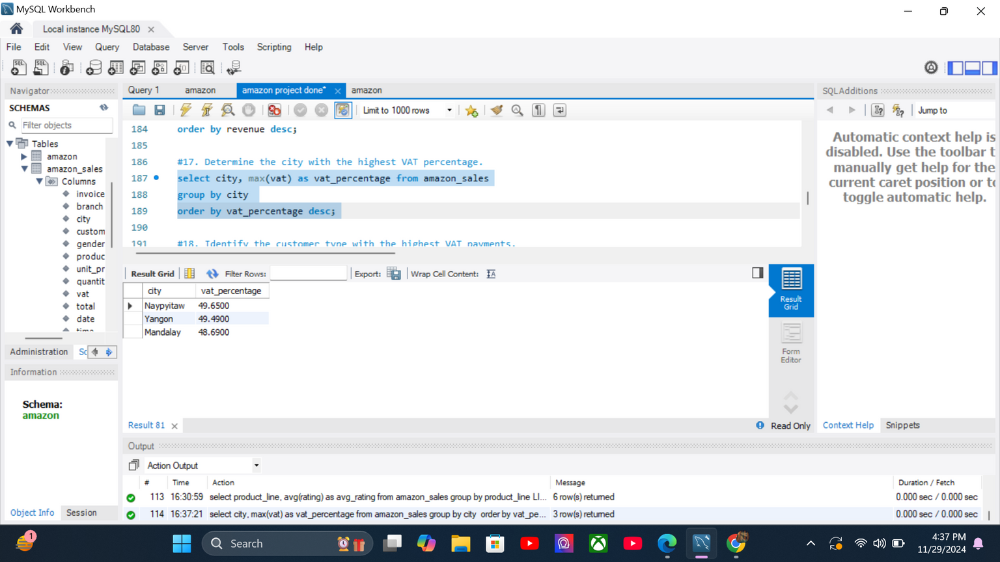 MySQL Workbench
Local instance MySQL80
File Edit View Query Database Server Tools Scripting Help
Navigator
SCHEMAS
Filter objects
Tables
amazon
amazon_sales
Columns
invoice
branch
city
custom
gender
produc
unit_pr
quantit
vat
total
date
time
Administration Sc
Information
Schema:
amazon
Object Info Session
Query 1 amazon amazon project done* amazon
Limit to 1000 rows
184 order by revenue desc;
185
186 #17. Determine the city with the highest VAT percentage.
187 select city, max(vat) as vat_percentage from amazon_sales
188 group by city
189 order by vat_percentage desc;
190
191 #18. Identify the customer type with the highest VAT payments.
Result Grid Filter Rows: Export: Wrap Cell Content:
city vat_percentage
Naypyitaw 49.6500
Yangon 49.4900
Mandalay 48.6900
Result
Grid
Form
Editor
Result 81
Read Only
SQLAdditions
Jump to
Automatic context help is
disabled. Use the toolbar t
manually get help for the
current caret position or to
toggle automatic help.
Context Help Snippets
Output
Action Output
# Time Action Message Duration / Fetch
113 16:30:59 select product_line, avg(rating) as avg_rating from amazon_sales group by product_line LI... 6 row(s) returned 0.000 sec / 0.000 sec
114 16:37:21 select city, max(vat) as vat_percentage from amazon_sales group by city order by vat_pe... 3 row(s) returned 0.000 sec / 0.000 sec
1
Search
4:37 PM
11/29/2024